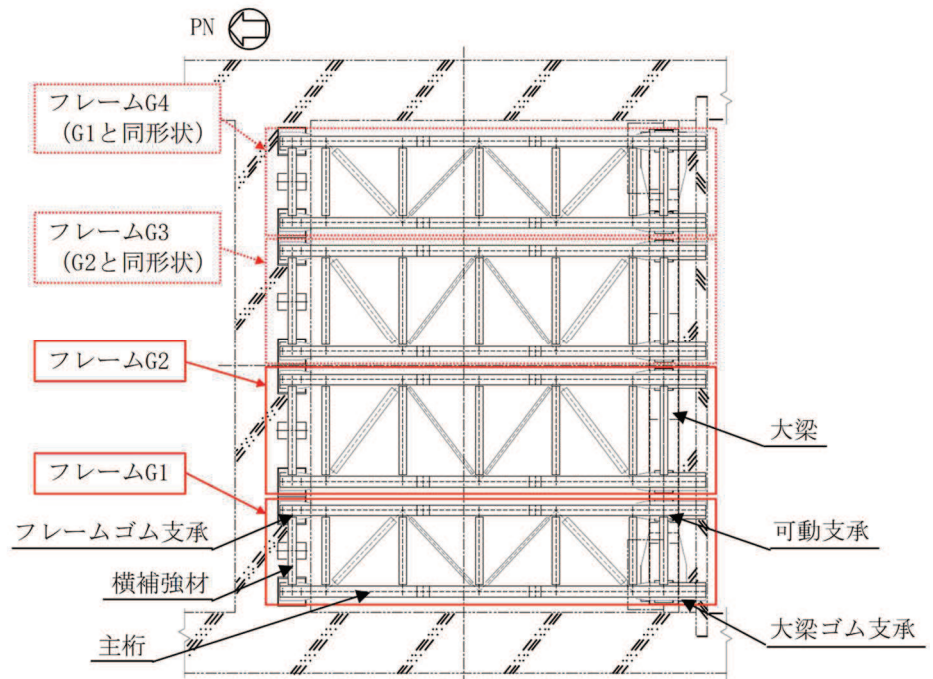 PN
フレームG4
(G1と同形状)
フレームG3
(G2と同形状)
フレームG2
大梁
フレームG1
フレームゴム支承
可動支承
横補強材
大梁ゴム支承
主桁